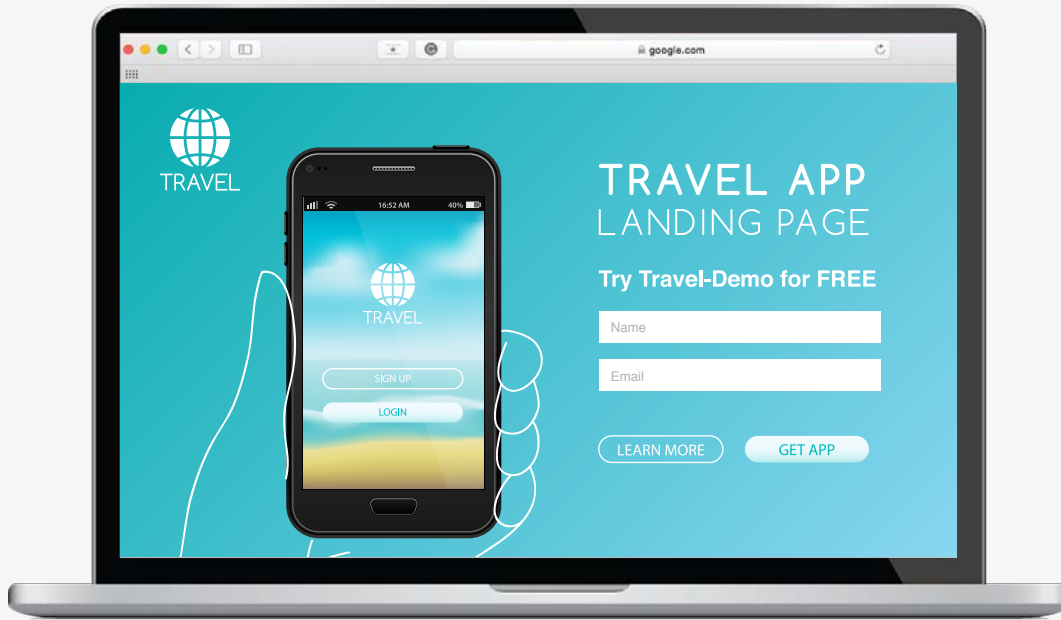 google.com
TRAVEL
16:52 AM
40%
TRAVEL
SIGN UP
LOGIN
TRAVEL APP
LANDING PAGE
Try Travel-Demo for FREE
Name
Email
LEARN MORE
GET APP